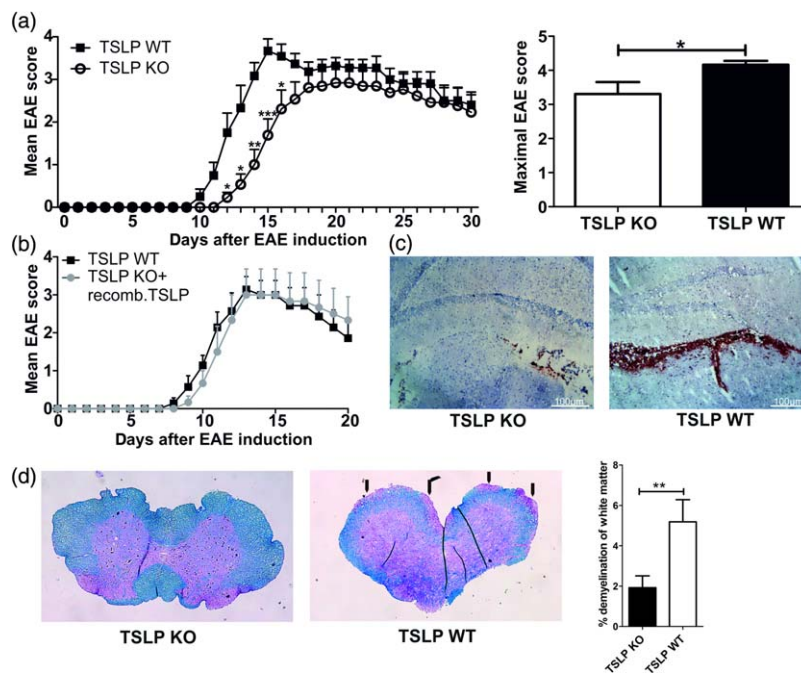 (a)
Mean EAE score
4
3
2
1
0
TSLP WT
TSLP KO
* * ** *** *
0 5 10 15 20 25 30
Days after EAE induction
Maximal EAE score
5
4
3
2
1
0
*
TSLP KO TSLP WT
(b)
Mean EAE score
4
3
2
1
0
TSLP WT
TSLP KO+
recomb.TSLP
0 5 10 15 20
Days after EAE induction
(c)
100um
TSLP KO
100um
TSLP WT
(d)
TSLP KO
TSLP WT
% demyelination of white matter
8
6
4
2
0
**
TSLP KO
TSLP WT